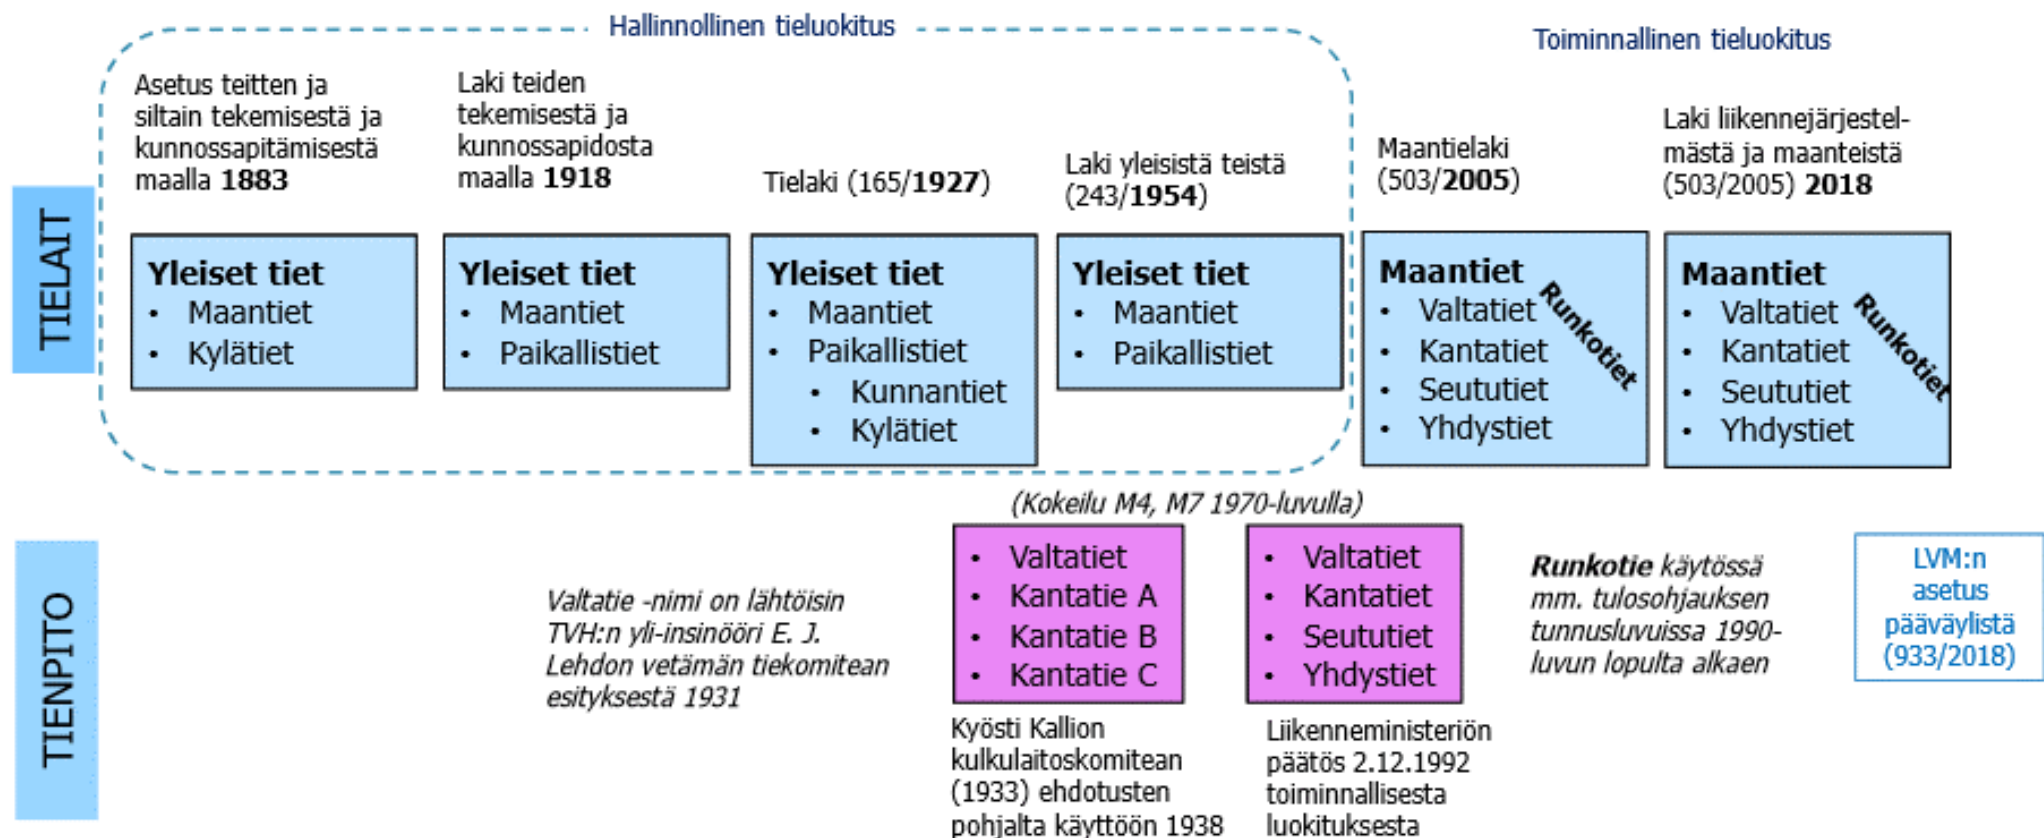 Hallinnollinen tieluokitus
Toiminnallinen tieluokitus
TIELAIT
Asetus teitten ja
siltain tekemisestä ja
kunnossapitämisestä
maalla 1883
Yleiset tiet
• Maantiet
• Kylätiet
Laki teiden
tekemisestä ja
kunnossapidosta
maalla 1918
Yleiset tiet
• Maantiet
• Paikallistiet
Tielaki (165/1927)
Yleiset tiet
• Maantiet
• Paikallistiet
• Kunnantiet
• Kylätiet
Laki yleisistä teistä
(243/1954)
Yleiset tiet
• Maantiet
• Paikallistiet
Maantielaki
(503/2005)
Maantiet
• Valtatiet
• Kantatiet
• Seututiet
• Yhdystiet
Runkotiet
Laki liikennejärjestel-
mästä ja maanteistä
(503/2005) 2018
Maantiet
• Valtatiet
• Kantatiet
• Seututiet
• Yhdystiet
Runkotiet
TIENPITO
Valtatie -nimi on lähtöisin
TVH:n yli-insinööri E. J.
Lehdon vetämän tiekomitean
esityksestä 1931
(Kokeilu M4, M7 1970-luvulla)
• Valtatiet
• Kantatie A
• Kantatie B
• Kantatie C
Kyösti Kallion
kulkulaitoskomitean
(1933) ehdotusten
pohjalta käyttöön 1938
• Valtatiet
• Kantatiet
• Seututiet
• Yhdystiet
Liikenneministeriön
päätös 2.12.1992
toiminnallisesta
luokituksesta
Runkotie käytössä
mm. tulosohjauksen
tunnusluvuissa 1990-
luvun lopulta alkaen
LVM:n
asetus
pääväylistä
(933/2018)